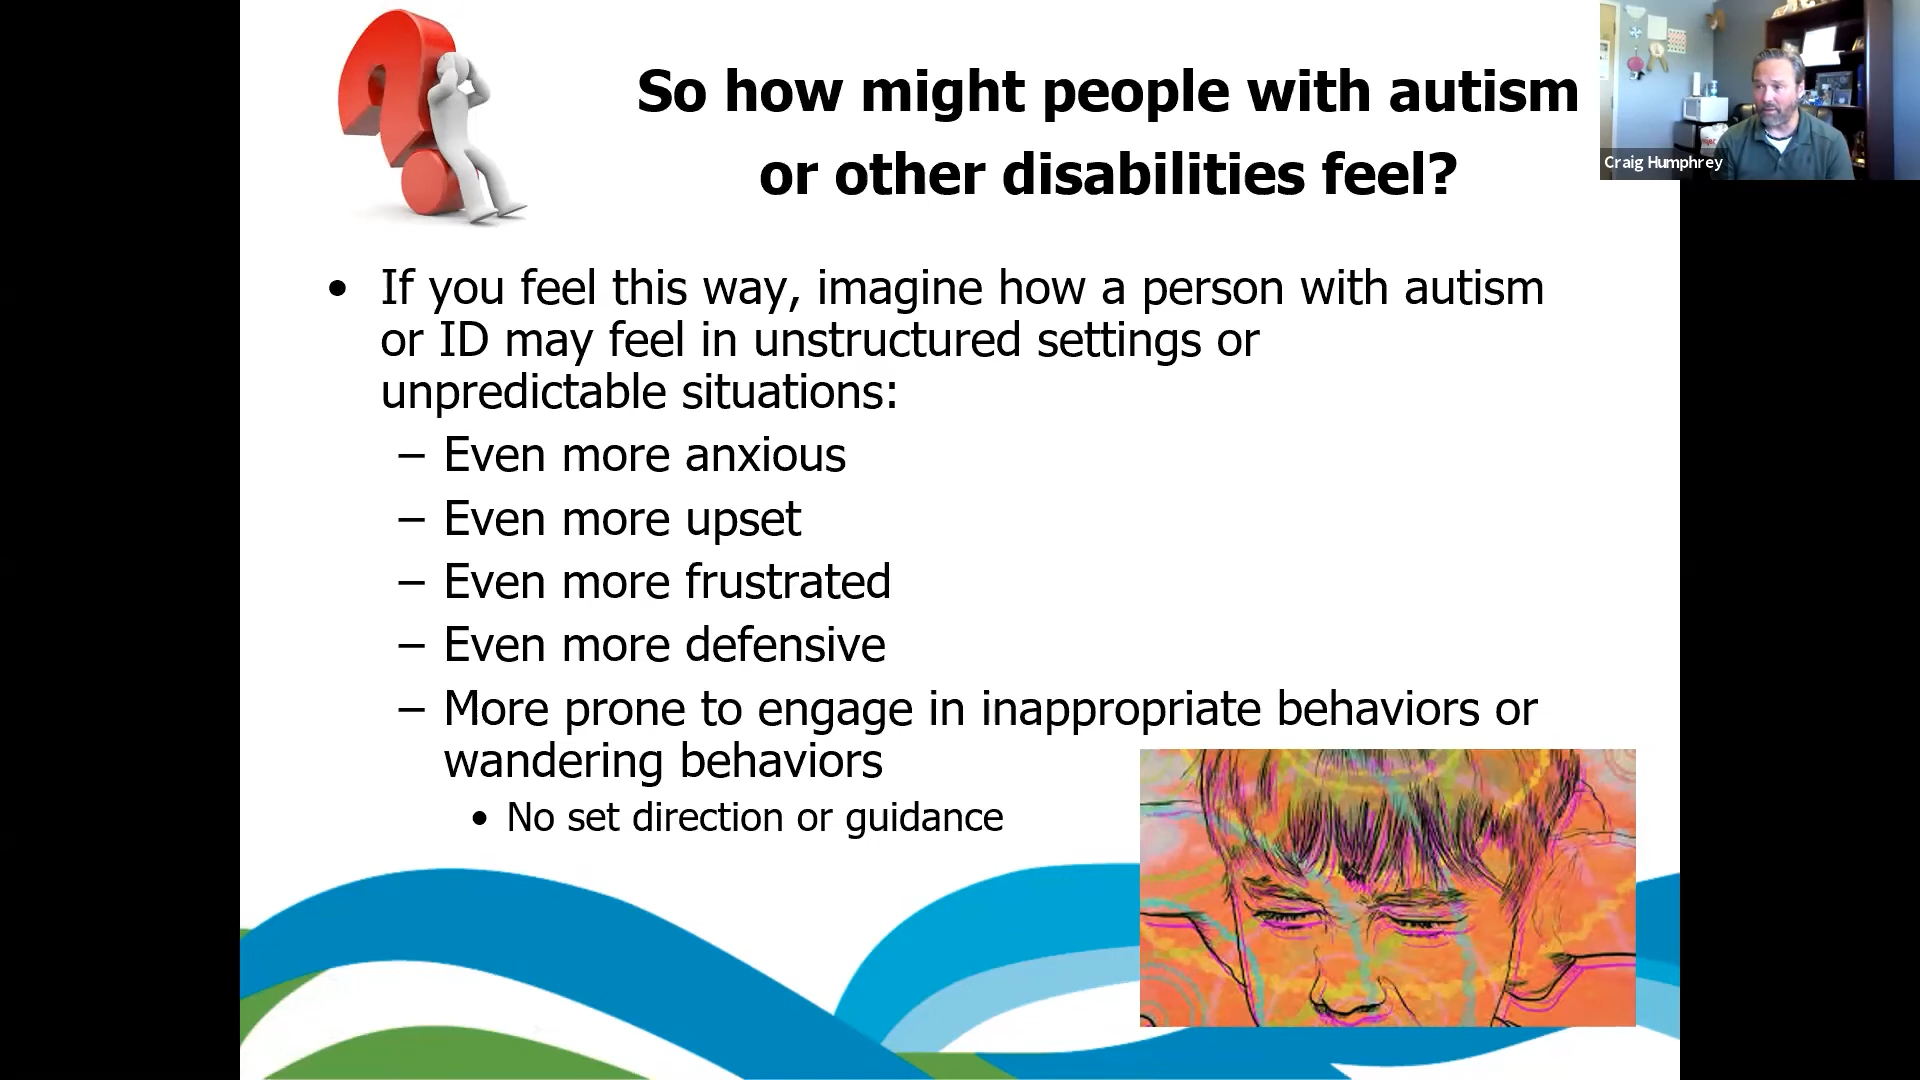 So how might people with autism
or other disabilities feel?
Craig Humphrey
• If you feel this way, imagine how a person with autism
or ID may feel in unstructured settings or
unpredictable situations:
– Even more anxious
– Even more upset
– Even more frustrated
– Even more defensive
– More prone to engage in inappropriate behaviors or
wandering behaviors
• No set direction or guidance